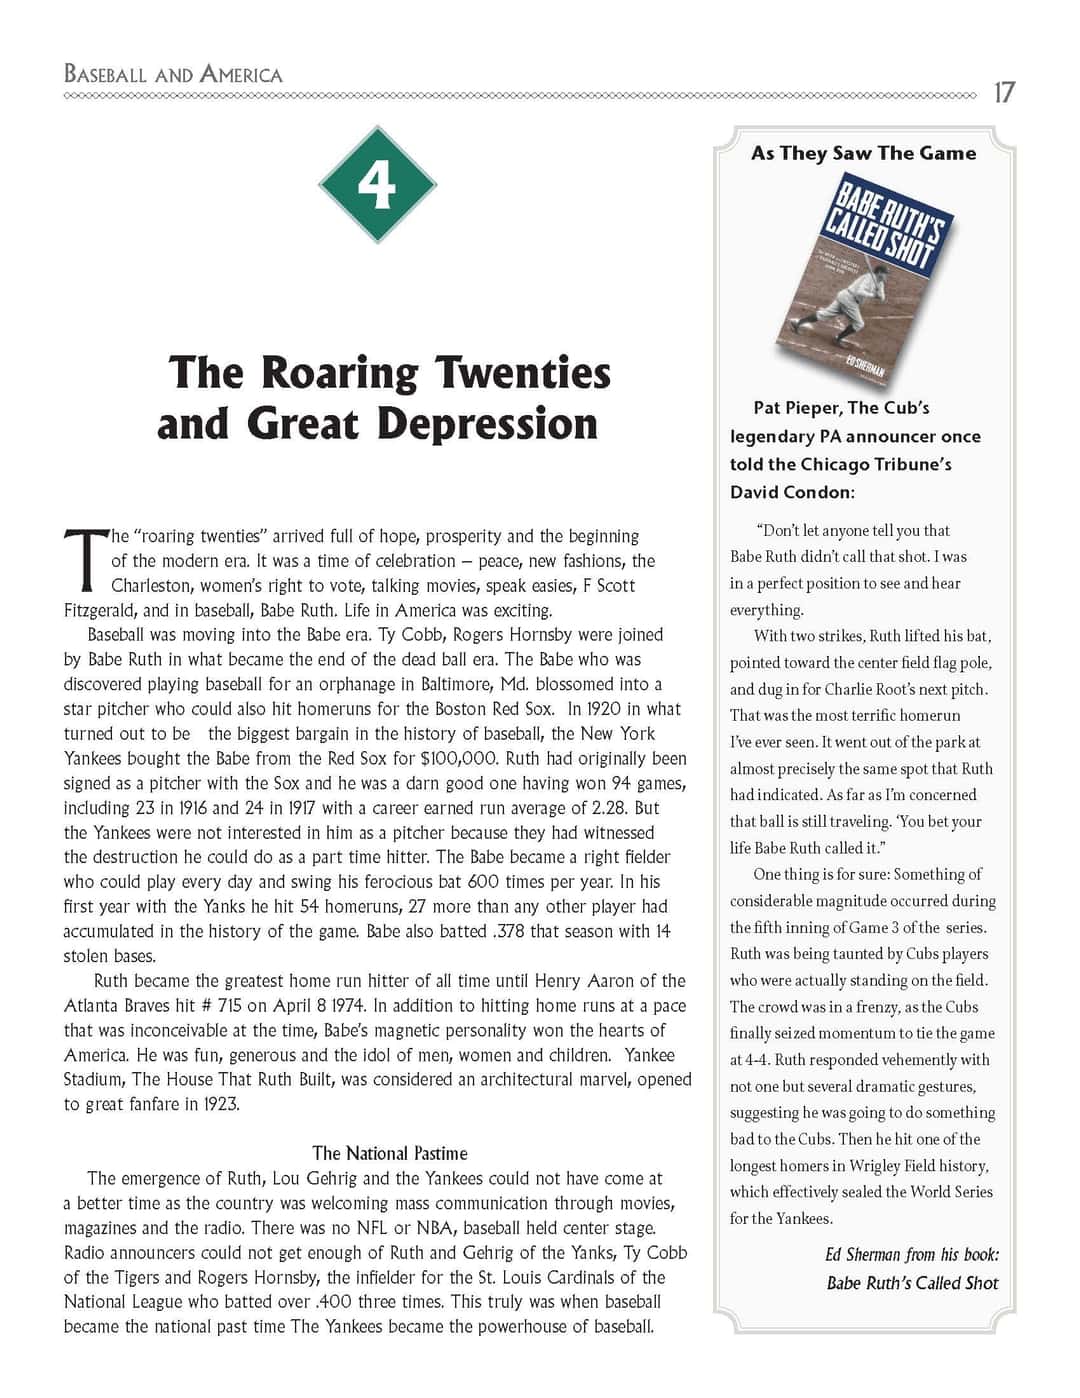 Baseball and America
17
4
The Roaring Twenties
and Great Depression
The “roaring twenties” arrived full of hope, prosperity and the beginning
of the modern era. It was a time of celebration – peace, new fashions, the
Charleston, women’s right to vote, talking movies, speak easies, F Scott
Fitzgerald, and in baseball, Babe Ruth. Life in America was exciting.
Baseball was moving into the Babe era. Ty Cobb, Rogers Hornsby were joined
by Babe Ruth in what became the end of the dead ball era. The Babe who was
discovered playing baseball for an orphanage in Baltimore, Md. blossomed into a
star pitcher who could also hit homeruns for the Boston Red Sox. In 1920 in what
turned out to be the biggest bargain in the history of baseball, the New York
Yankees bought the Babe from the Red Sox for $100,000. Ruth had originally been
signed as a pitcher with the Sox and he was a darn good one having won 94 games,
including 23 in 1916 and 24 in 1917 with a career earned run average of 2.28. But
the Yankees were not interested in him as a pitcher because they had witnessed
the destruction he could do as a part time hitter. The Babe became a right fielder
who could play every day and swing his ferocious bat 600 times per year. In his
first year with the Yanks he hit 54 homeruns, 27 more than any other player had
accumulated in the history of the game. Babe also batted .378 that season with 14
stolen bases.
Ruth became the greatest home run hitter of all time until Henry Aaron of the
Atlanta Braves hit # 715 on April 8 1974. In addition to hitting home runs at a pace
that was inconceivable at the time, Babe’s magnetic personality won the hearts of
America. He was fun, generous and the idol of men, women and children. Yankee
Stadium, The House That Ruth Built, was considered an architectural marvel, opened
to great fanfare in 1923.
The National Pastime
The emergence of Ruth, Lou Gehrig and the Yankees could not have come at
a better time as the country was welcoming mass communication through movies,
magazines and the radio. There was no NFL or NBA, baseball held center stage.
Radio announcers could not get enough of Ruth and Gehrig of the Yanks, Ty Cobb
of the Tigers and Rogers Hornsby, the infielder for the St. Louis Cardinals of the
National League who batted over .400 three times. This truly was when baseball
became the national past time The Yankees became the powerhouse of baseball.
As They Saw The Game
BABE RUTH'S
CALLED SHOT
ED SHERMAN
Pat Pieper, The Cub’s
legendary PA announcer once
told the Chicago Tribune’s
David Condon:
“Don’t let anyone tell you that
Babe Ruth didn’t call that shot. I was
in a perfect position to see and hear
everything.
With two strikes, Ruth lifted his bat,
pointed toward the center field flag pole,
and dug in for Charlie Root’s next pitch.
That was the most terrific homerun
I’ve ever seen. It went out of the park at
almost precisely the same spot that Ruth
had indicated. As far as I’m concerned
that ball is still traveling. ‘You bet your
life Babe Ruth called it.”
One thing is for sure: Something of
considerable magnitude occurred during
the fifth inning of Game 3 of the series.
Ruth was being taunted by Cubs players
who were actually standing on the field.
The crowd was in a frenzy, as the Cubs
finally seized momentum to tie the game
at 4-4. Ruth responded vehemently with
not one but several dramatic gestures,
suggesting he was going to do something
bad to the Cubs. Then he hit one of the
longest homers in Wrigley Field history,
which effectively sealed the World Series
for the Yankees.
Ed Sherman from his book:
Babe Ruth’s Called Shot